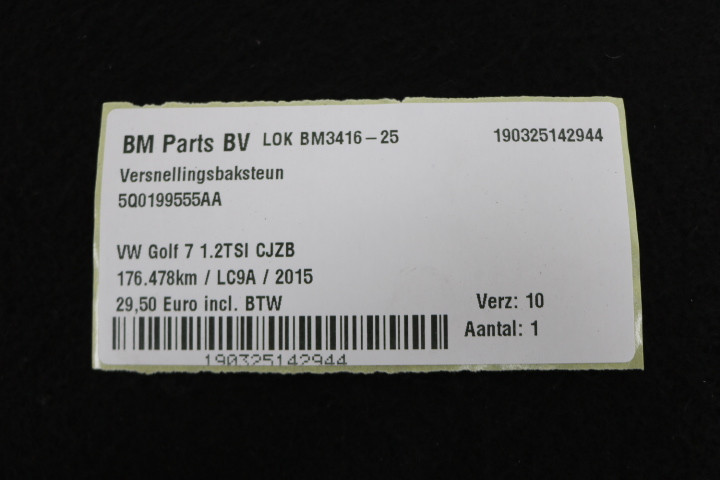 BM Parts BV LOK BM3416-25 190325142944
Versnellingsbaksteun
5Q0199555AA
VW Golf 7 1.2TSI CJZB
176.478km / LC9A / 2015
29,50 Euro incl. BTW Verz: 10
Aantal: 1
190325142944